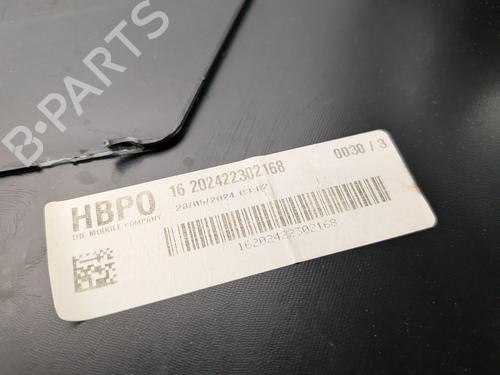 B-PARTS
16 202422302168
0030 / 3
HBPO
28/05/2024 03:02
THE MODULE COMPANY
16202422302168